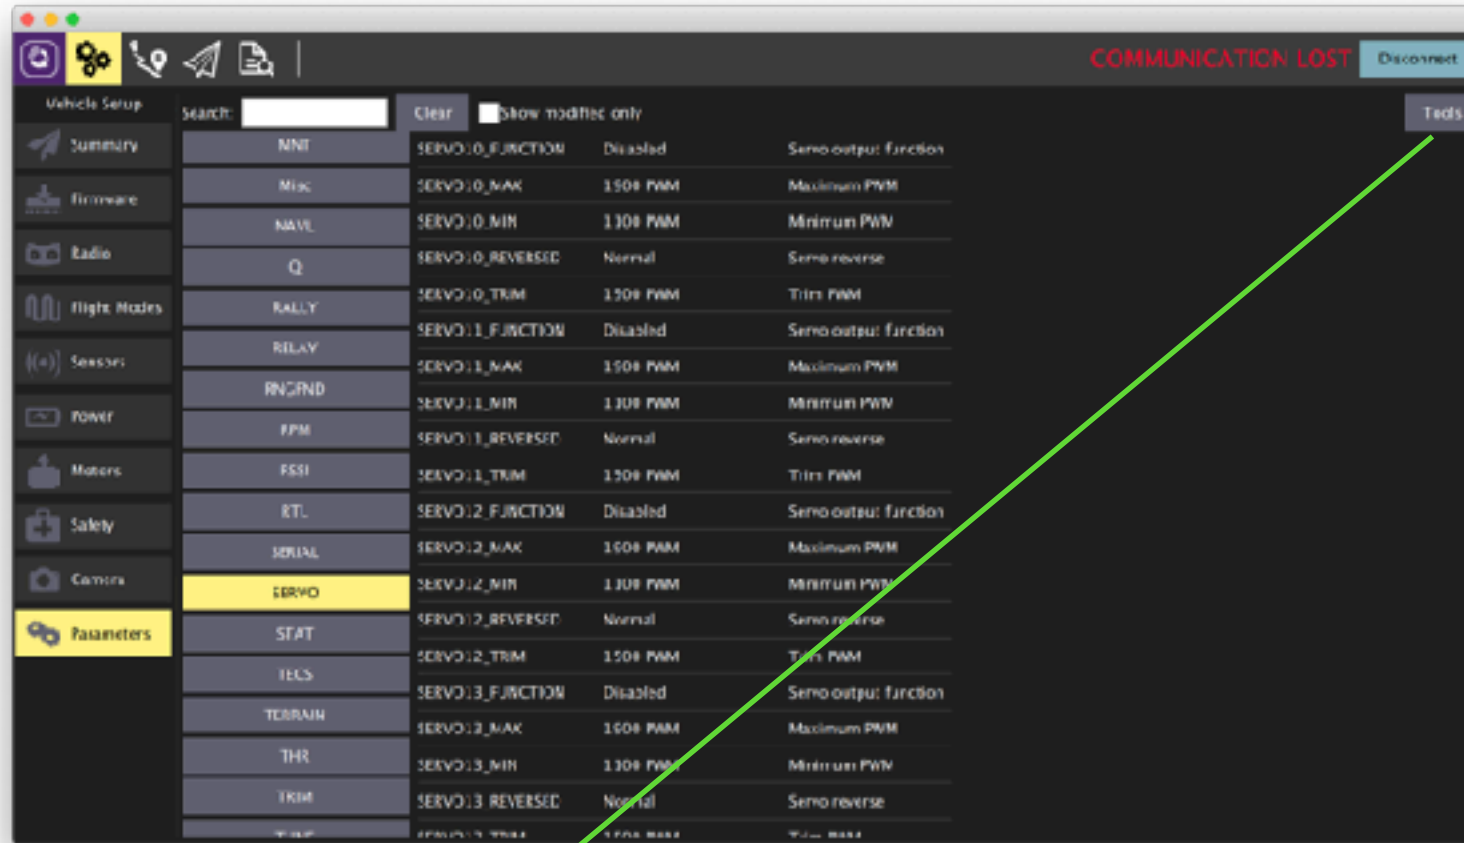 COMMUNICATION LOST Disconnect
Vehicle Setup Search: Clear Show modified only Tools
Summary
Firmware
Radio
Flight Modes
Sensors
Power
Motors
Safety
Camera
Parameters
MNT
Misc
NAVL
Q
RALLY
RELAY
RNGFND
RPM
RSSI
RTL
SERIAL
SERVO
STAT
TECS
TERRAIN
THR
TRIM
TUNE
SERVO10_FUNCTION Disabled Servo output function
SERVO10_MAX 1900 PWM Maximum PWM
SERVO10_MIN 1100 PWM Minimum PWM
SERVO10_REVERSED Normal Servo reverse
SERVO10_TRIM 1500 PWM Trim PWM
SERVO11_FUNCTION Disabled Servo output function
SERVO11_MAX 1900 PWM Maximum PWM
SERVO11_MIN 1100 PWM Minimum PWM
SERVO11_REVERSED Normal Servo reverse
SERVO11_TRIM 1500 PWM Trim PWM
SERVO12_FUNCTION Disabled Servo output function
SERVO12_MAX 1900 PWM Maximum PWM
SERVO12_MIN 1100 PWM Minimum PWM
SERVO12_REVERSED Normal Servo reverse
SERVO12_TRIM 1500 PWM Trim PWM
SERVO13_FUNCTION Disabled Servo output function
SERVO13_MAX 1900 PWM Maximum PWM
SERVO13_MIN 1100 PWM Minimum PWM
SERVO13_REVERSED Normal Servo reverse
SERVO13_TRIM 1500 PWM Trim PWM